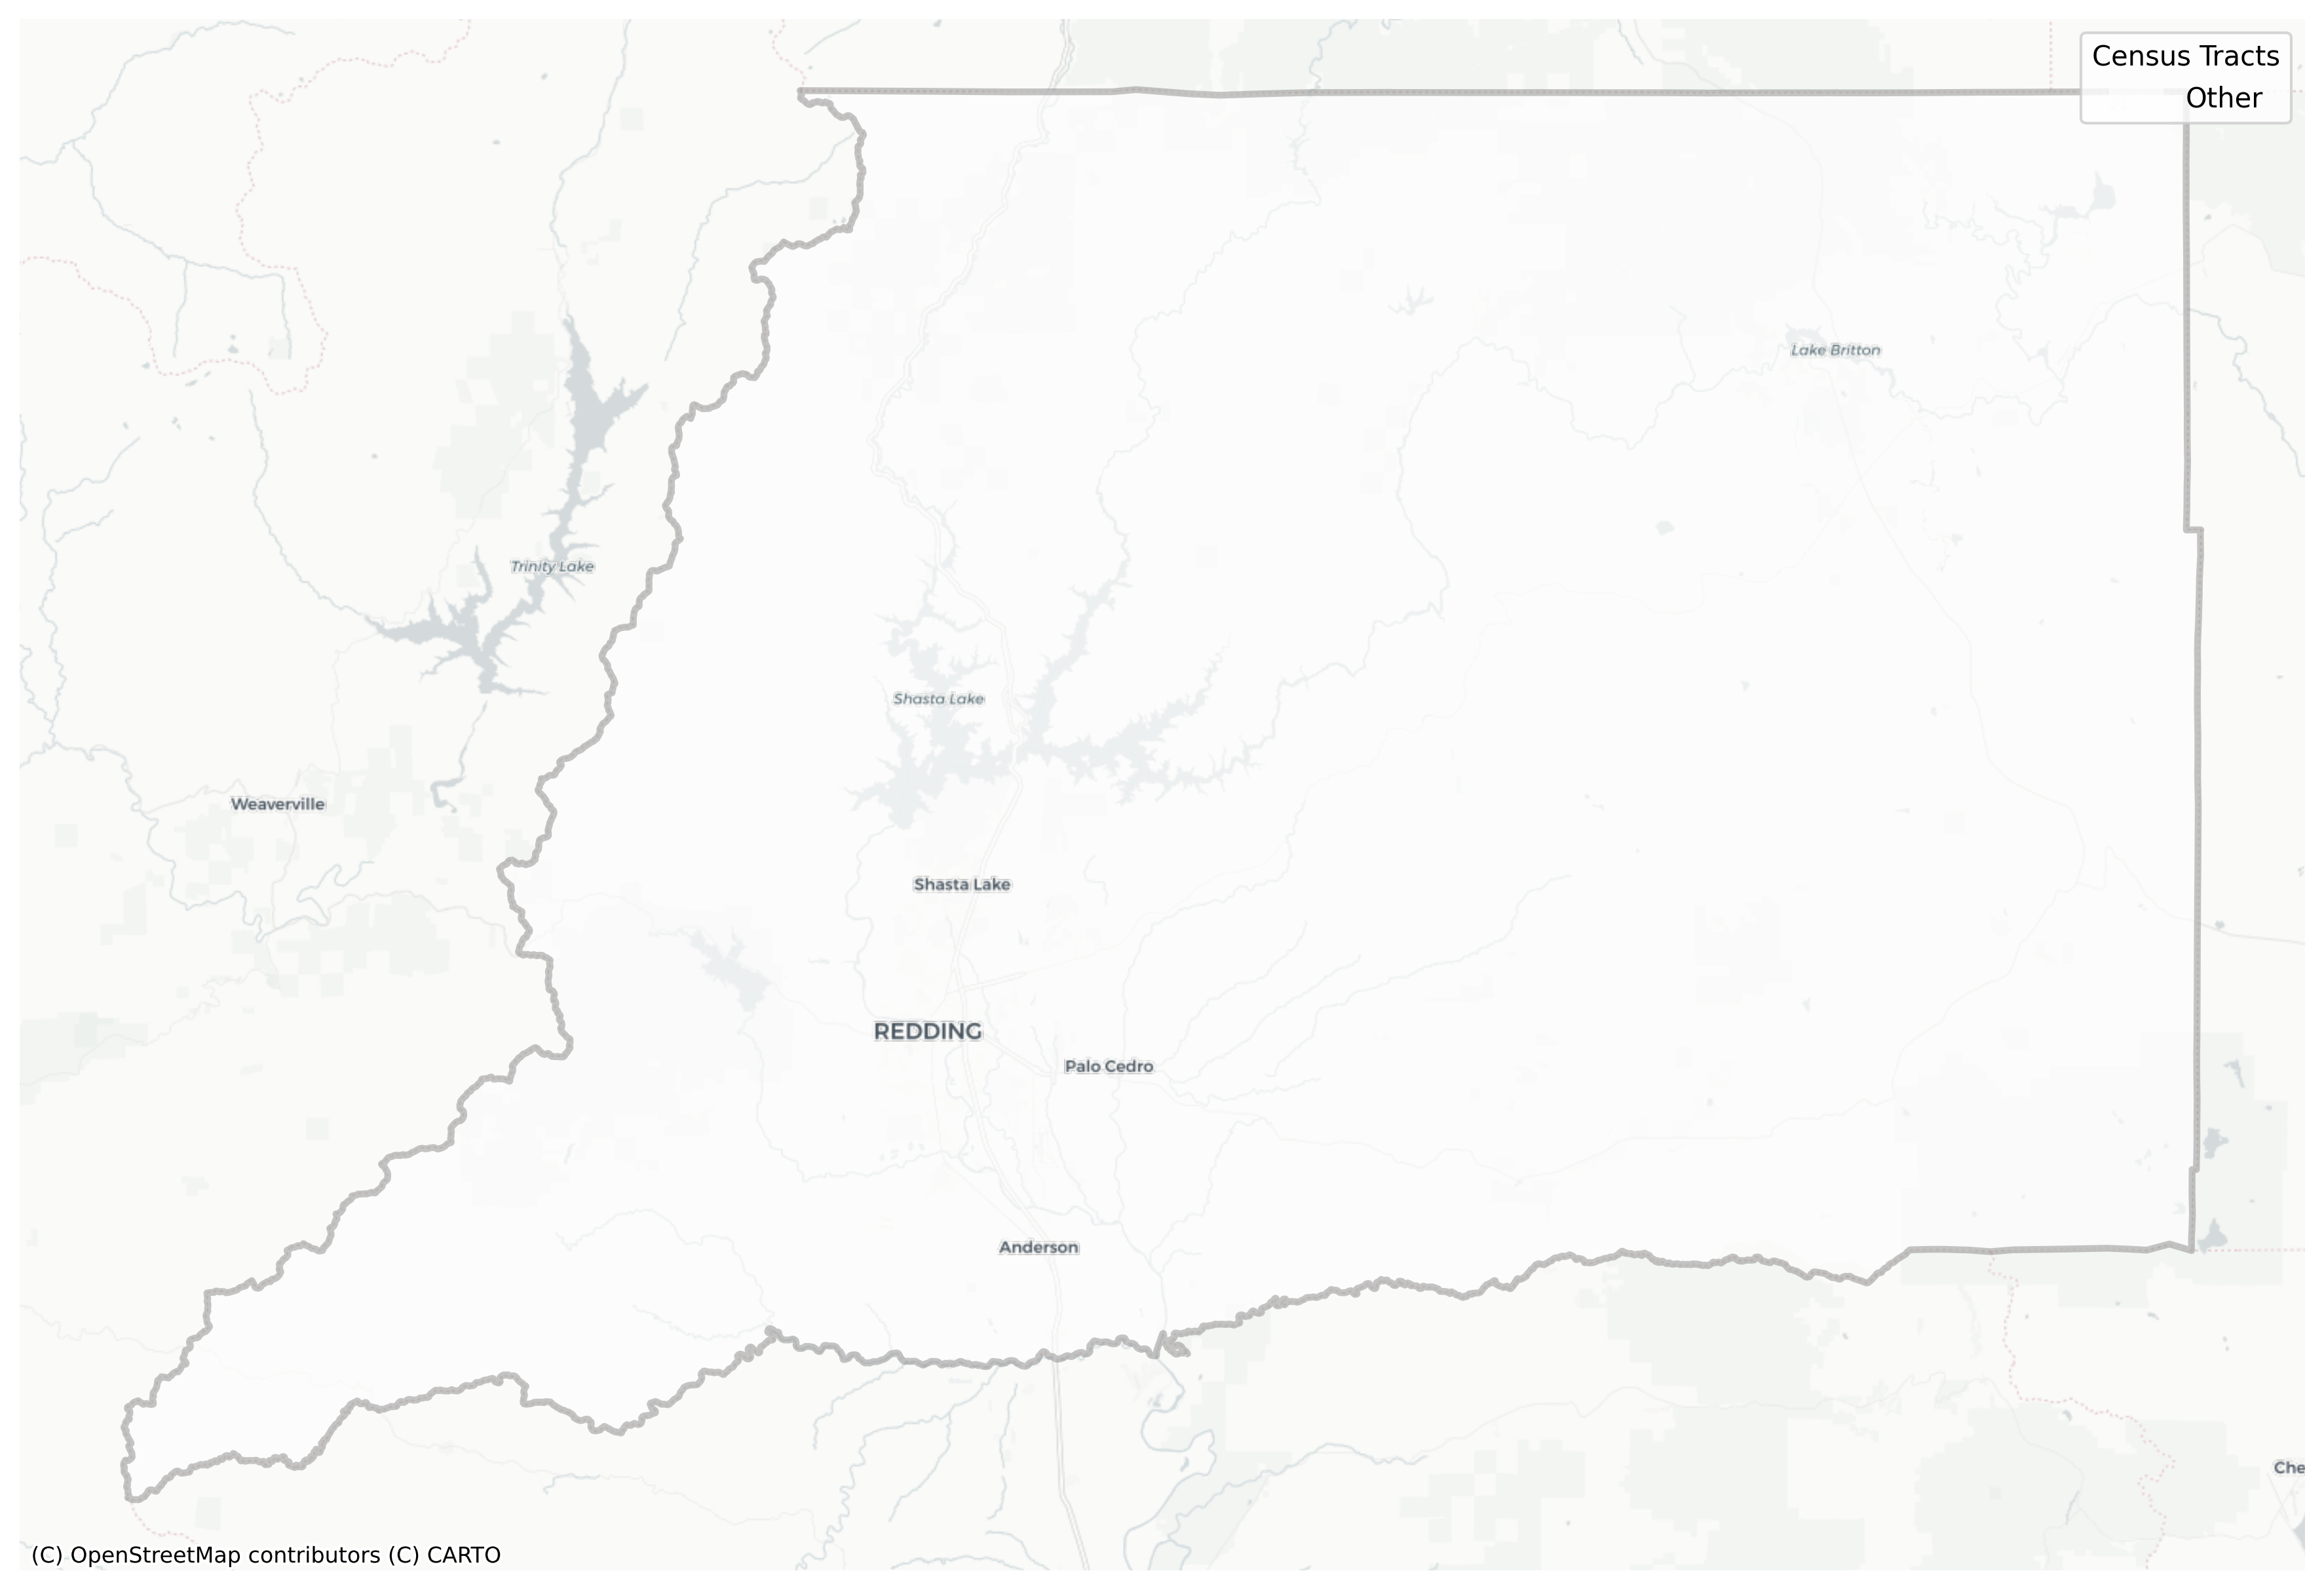 Census Tracts
Other
Lake Britton
Trinity Lake
Shasta Lake
Weaverville
Shasta Lake
REDDING
Palo Cedro
Anderson
Che
(C) OpenStreetMap contributors (C) CARTO